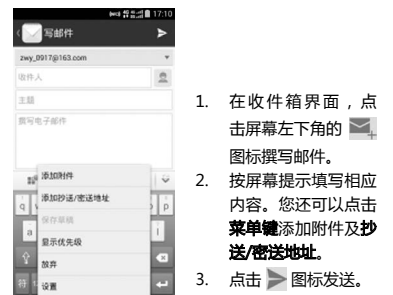 17:10
写邮件
zwy_0917@163.com
收件人
主题
撰写电子邮件
添加附件
添加抄送/密送地址
保存草稿
显示优先级
放弃
设置
q
p
a
l
符
1. 在收件箱界面，点
击屏幕左下角的
图标撰写邮件。
2. 按屏幕提示填写相应
内容。您还可以点击
菜单键添加附件及抄
送/密送地址。
3. 点击 图标发送。